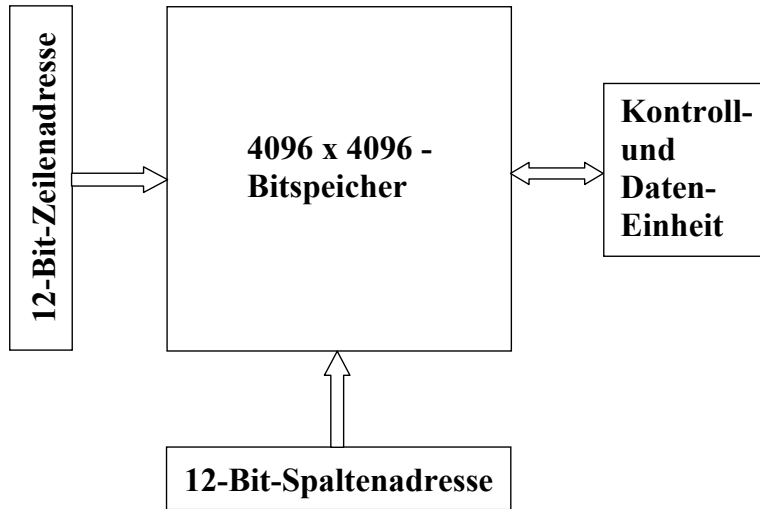 12-Bit-Zeilenadresse
4096 x 4096 -
Bitspeicher
Kontroll-
und
Daten-
Einheit
12-Bit-Spaltenadresse